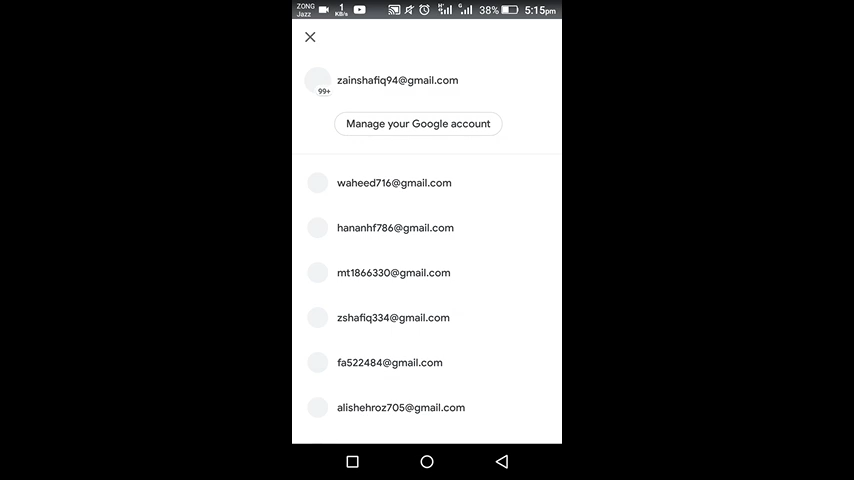 ZONG
Jazz
1
KB/s
38%
5:15pm
zainshafiq94@gmail.com
99+
Manage your Google account
waheed716@gmail.com
hananhf786@gmail.com
mt1866330@gmail.com
zshafiq334@gmail.com
fa522484@gmail.com
alishehroz705@gmail.com